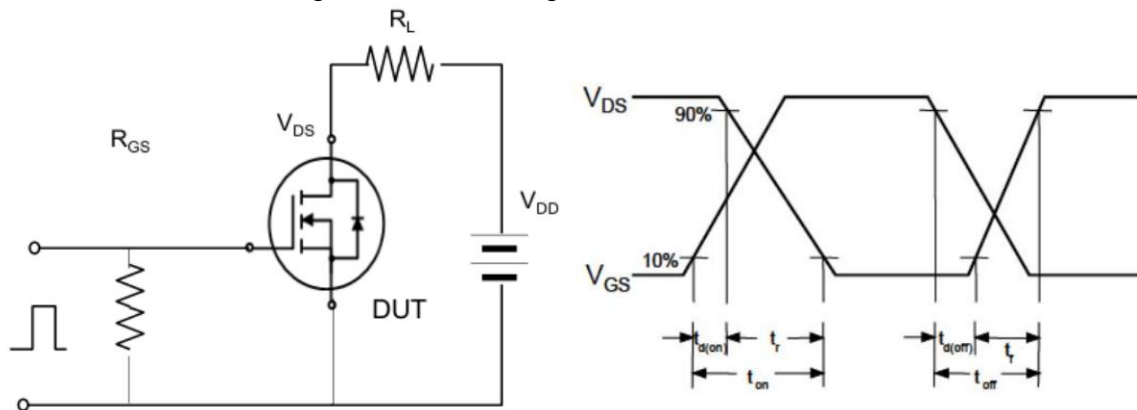 R_L
V_DS
R_GS
V_DD
DUT
V_DS
90%
10%
V_GS
t_d(on) t_r t_d(off) t_f
t_on t_off